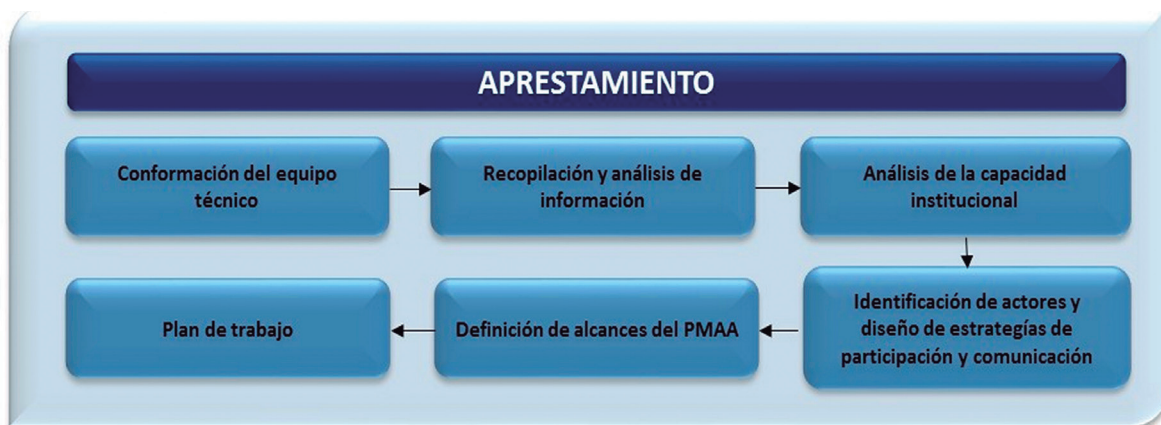 APRESTAMIENTO
Conformación del equipo
técnico
Recopilación y análisis de
información
Análisis de la capacidad
institucional
Identificación de actores y
diseño de estrategías de
participación y comunicación
Definición de alcances del PMAA
Plan de trabajo